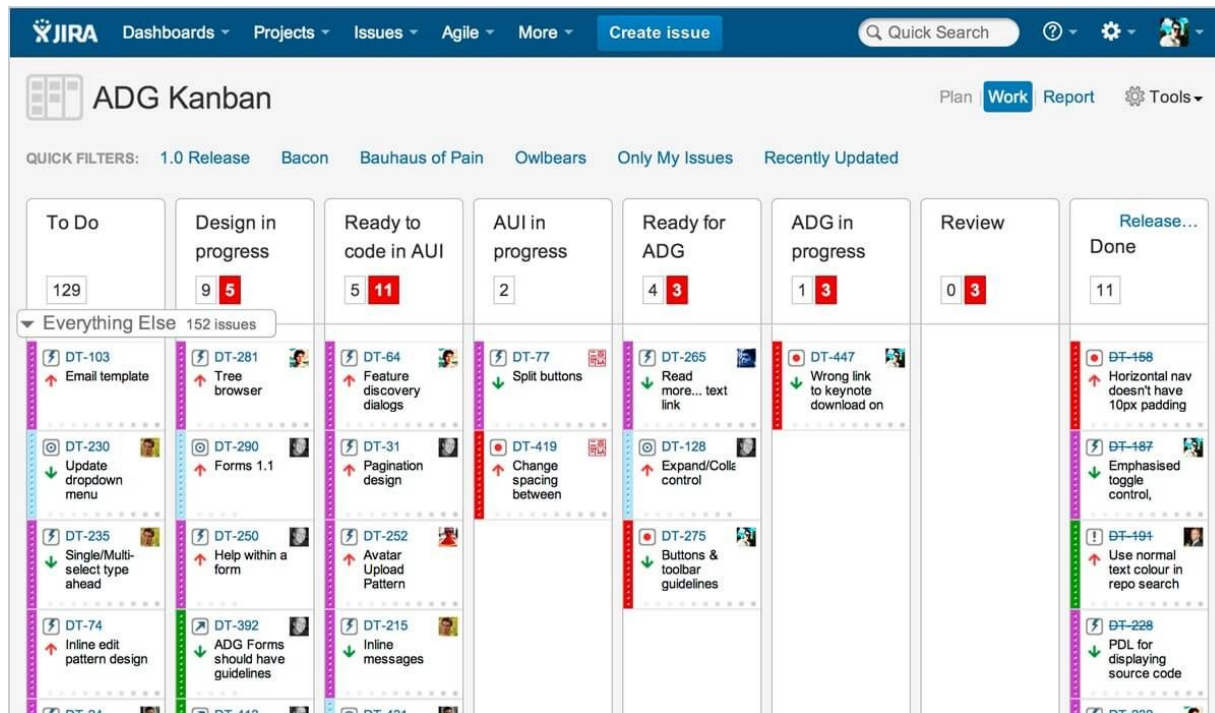 JIRA Dashboards Projects Issues Agile More Create issue Quick Search
ADG Kanban
Plan Work Report Tools
QUICK FILTERS: 1.0 Release Bacon Bauhaus of Pain Owlbears Only My Issues Recently Updated
To Do
129
Design in
progress
9 5
Ready to
code in AUI
5 11
AUI in
progress
2
Ready for
ADG
4 3
ADG in
progress
1 3
Review
0 3
Release...
Done
11
Everything Else 152 issues
DT-103
Email template
DT-230
Update
dropdown
menu
DT-235
Single/Multi-
select type
ahead
DT-74
Inline edit
pattern design
DT-281
Tree
browser
DT-290
Forms 1.1
DT-250
Help within a
form
DT-392
ADG Forms
should have
guidelines
DT-64
Feature
discovery
dialogs
DT-31
Pagination
design
DT-252
Avatar
Upload
Pattern
DT-215
Inline
messages
DT-77
Split buttons
DT-419
Change
spacing
between
DT-265
Read
more... text
link
DT-128
Expand/Colla
control
DT-275
Buttons &
toolbar
guidelines
DT-447
Wrong link
to keynote
download on
DT-158
Horizontal nav
doesn't have
10px padding
DT-187
Emphasised
toggle
control,
DT-191
Use normal
text colour in
repo search
DT-228
PDL for
displaying
source code